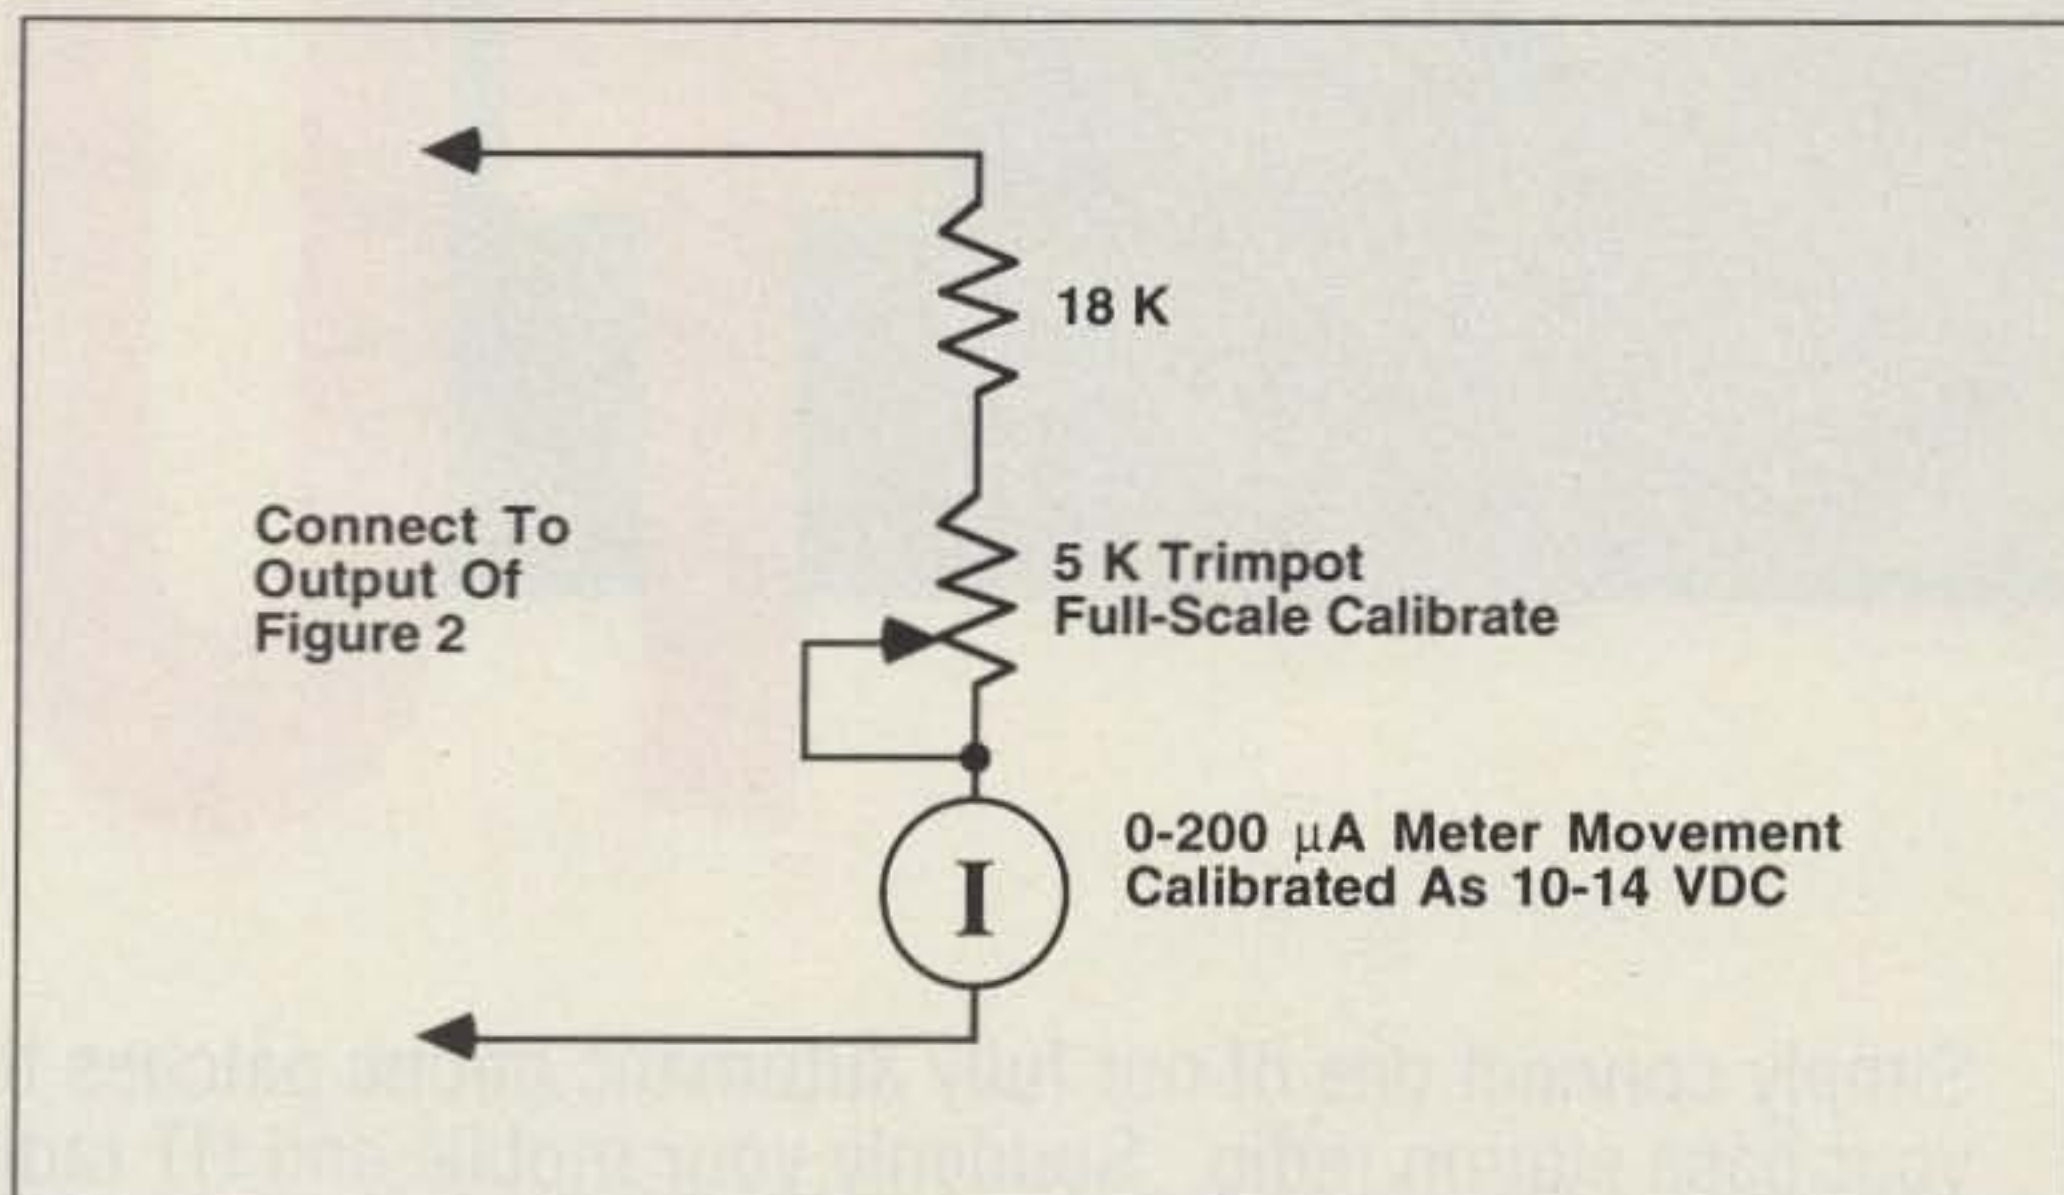 18 K
Connect To
Output Of
Figure 2
5 K Trimpot
Full-Scale Calibrate
I
0-200 µA Meter Movement
Calibrated As 10-14 VDC